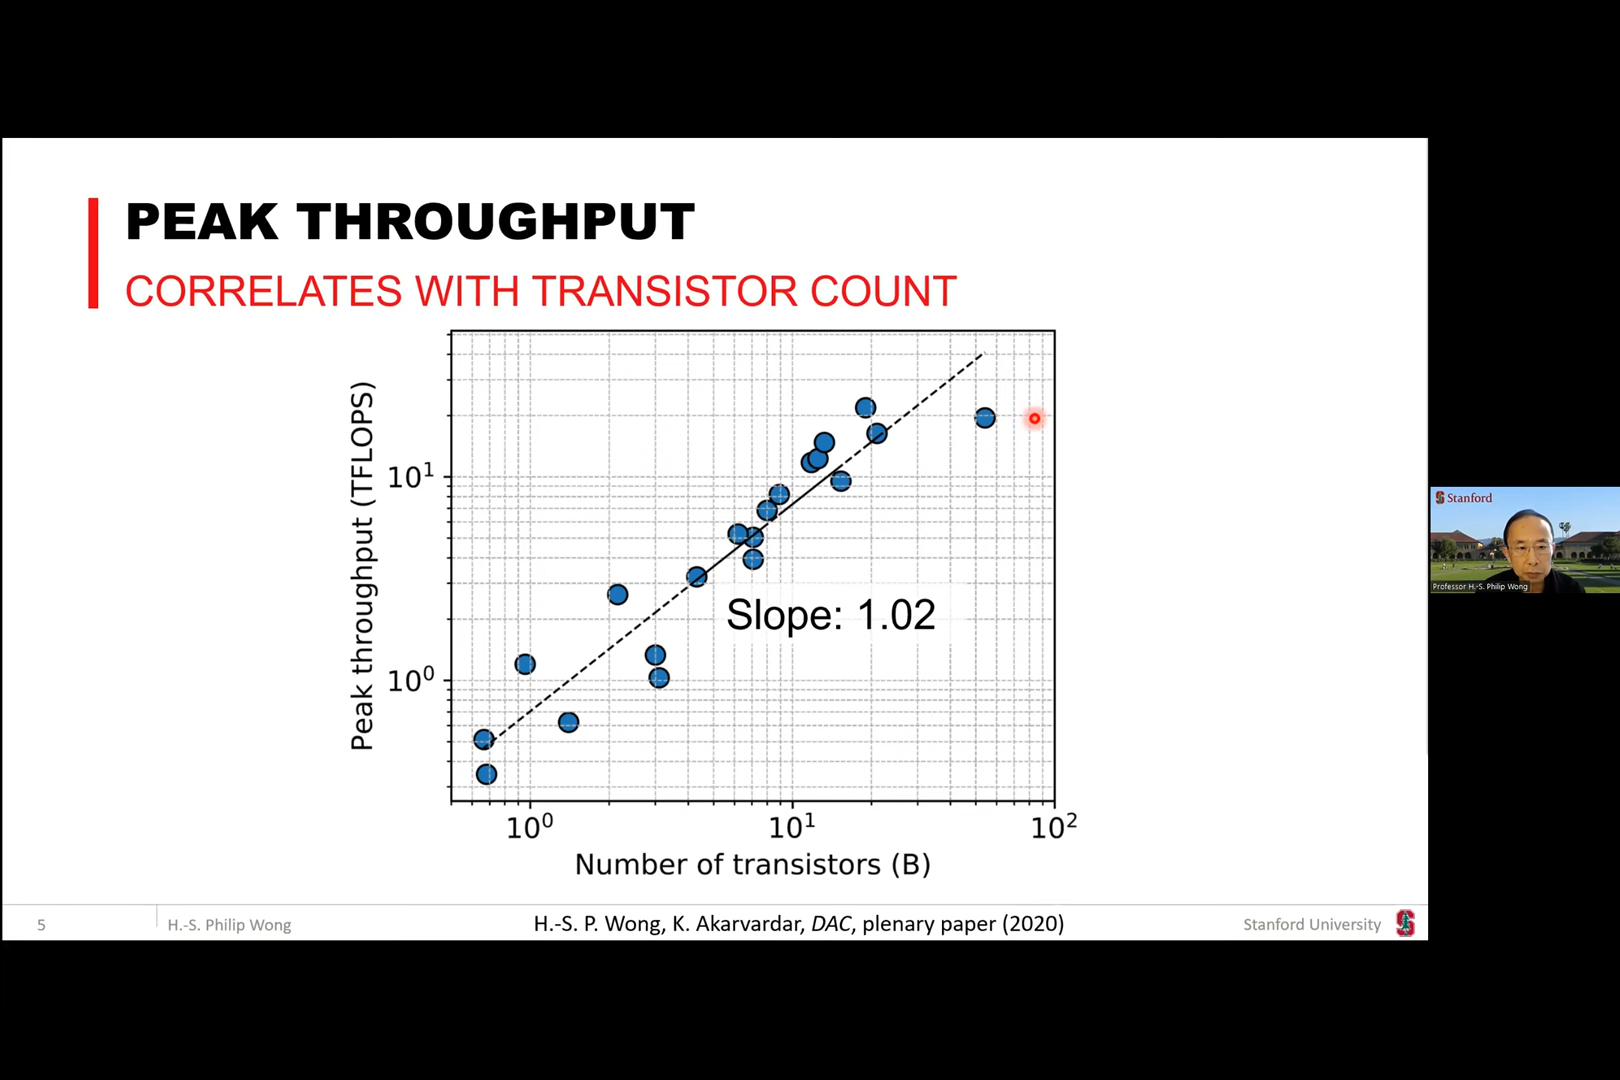 PEAK THROUGHPUT
CORRELATES WITH TRANSISTOR COUNT
Peak throughput (TFLOPS)
10¹
10⁰
Slope: 1.02
10⁰ 10¹ 10²
Number of transistors (B)
5
H.-S. Philip Wong
H.-S. P. Wong, K. Akarvardar, DAC, plenary paper (2020)
Stanford University
S
Stanford
Professor H.-S. Philip Wong